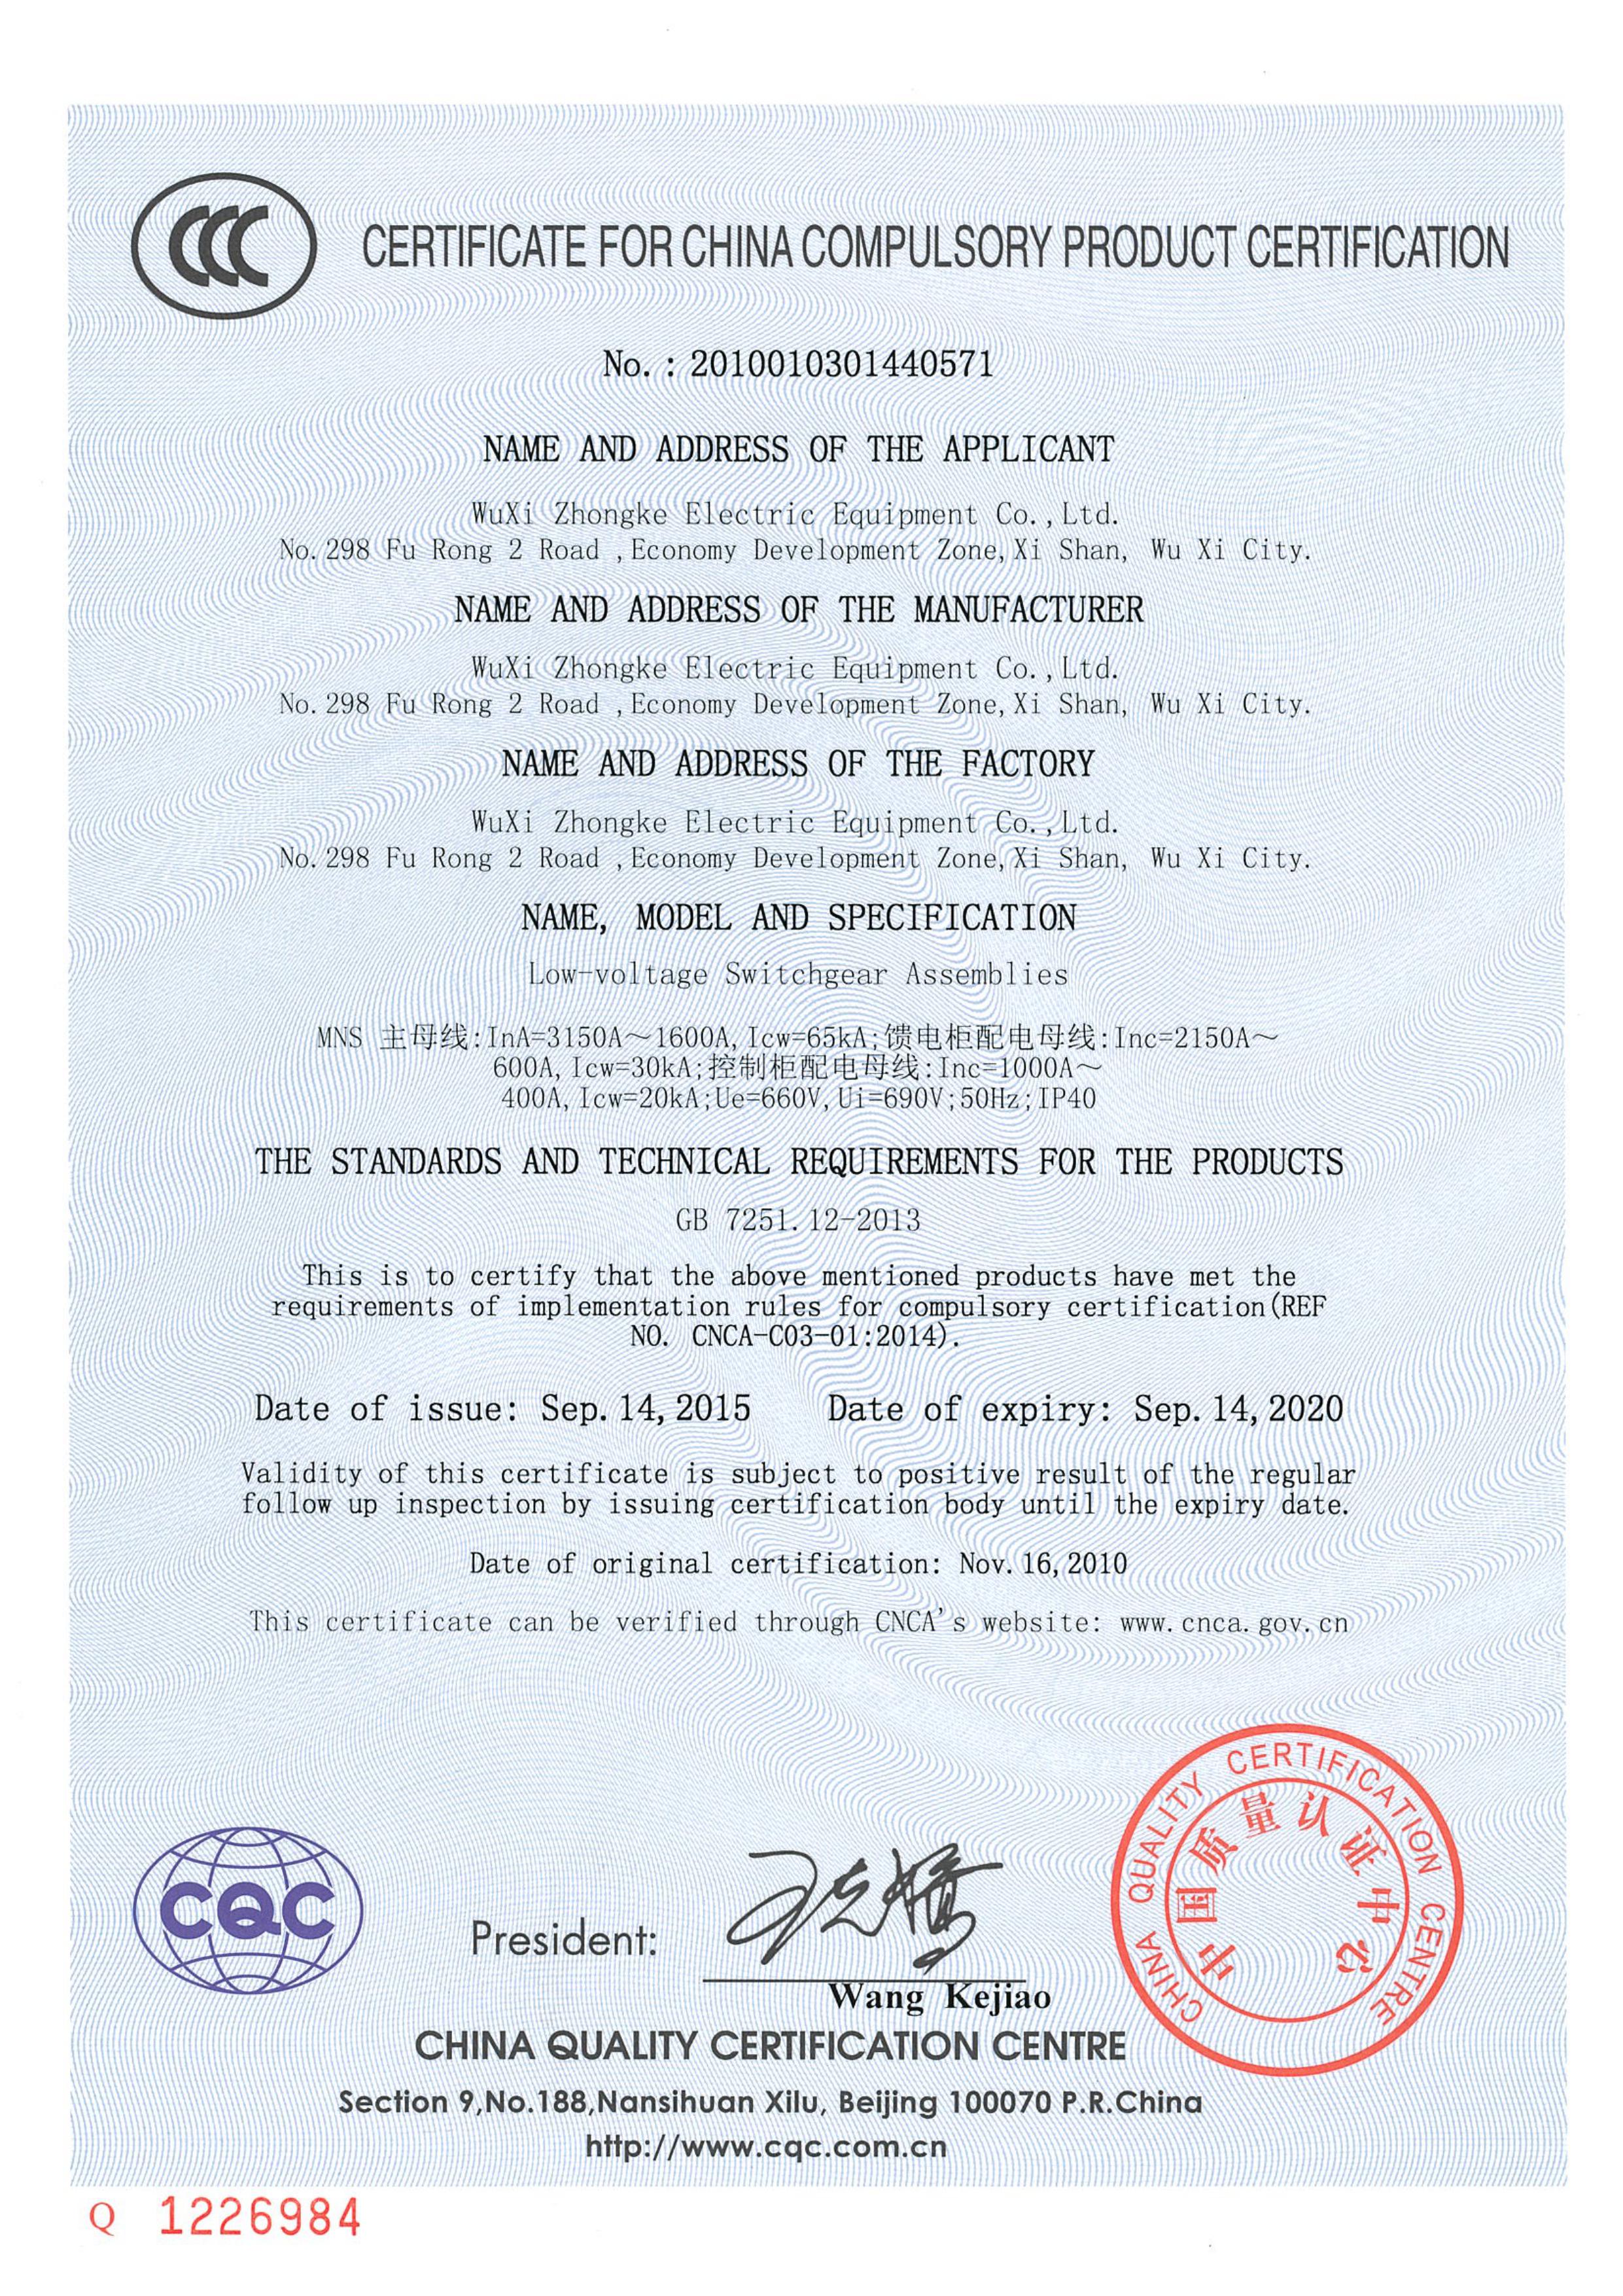 CCC
CERTIFICATE FOR CHINA COMPULSORY PRODUCT CERTIFICATION
No. : 2010010301440571
NAME AND ADDRESS OF THE APPLICANT
WuXi Zhongke Electric Equipment Co.,Ltd.
No.298 Fu Rong 2 Road ,Economy Development Zone,Xi Shan, Wu Xi City.
NAME AND ADDRESS OF THE MANUFACTURER
WuXi Zhongke Electric Equipment Co.,Ltd.
No.298 Fu Rong 2 Road ,Economy Development Zone,Xi Shan, Wu Xi City.
NAME AND ADDRESS OF THE FACTORY
WuXi Zhongke Electric Equipment Co.,Ltd.
No.298 Fu Rong 2 Road ,Economy Development Zone,Xi Shan, Wu Xi City.
NAME, MODEL AND SPECIFICATION
Low-voltage Switchgear Assemblies
MNS 主母线:InA=3150A～1600A,Icw=65kA;馈电柜配电母线:Inc=2150A～
600A,Icw=30kA;控制柜配电母线:Inc=1000A～
400A,Icw=20kA;Ue=660V,Ui=690V;50Hz;IP40
THE STANDARDS AND TECHNICAL REQUIREMENTS FOR THE PRODUCTS
GB 7251.12-2013
This is to certify that the above mentioned products have met the
requirements of implementation rules for compulsory certification(REF
NO. CNCA-C03-01:2014).
Date of issue: Sep.14,2015 Date of expiry: Sep.14,2020
Validity of this certificate is subject to positive result of the regular
follow up inspection by issuing certification body until the expiry date.
Date of original certification: Nov.16,2010
This certificate can be verified through CNCA's website: www.cnca.gov.cn
CQC
President:
王克娇
Wang Kejiao
CHINA QUALITY CERTIFICATION CENTRE
中国质量认证中心
CHINA QUALITY CERTIFICATION CENTRE
Section 9,No.188,Nansihuan Xilu, Beijing 100070 P.R.China
http://www.cqc.com.cn
Q 1226984